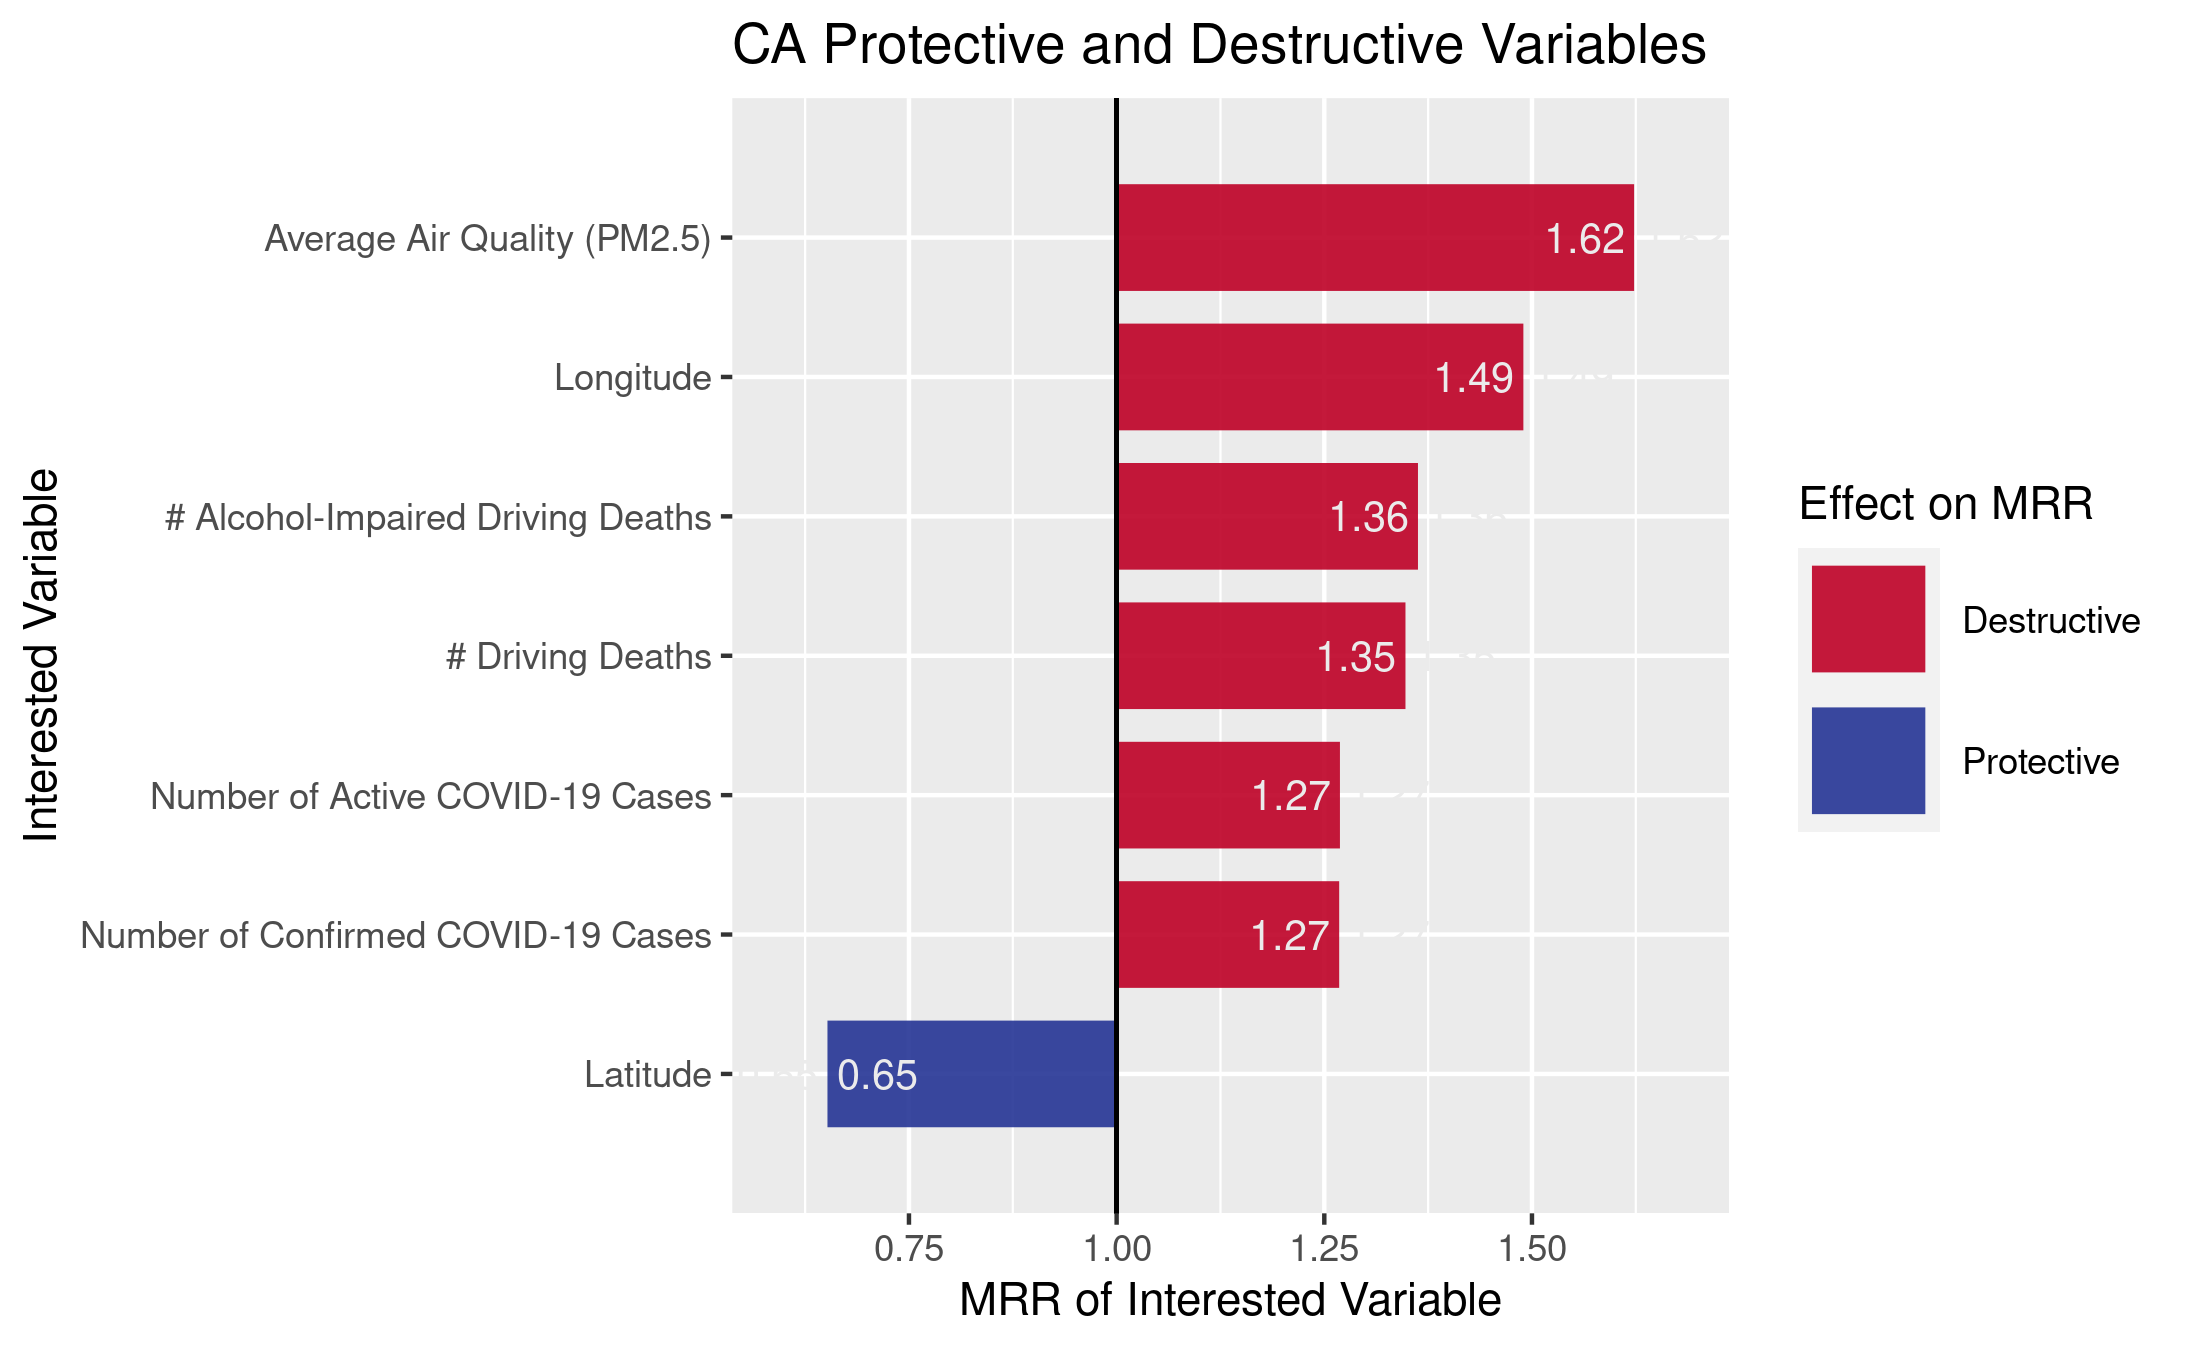 CA Protective and Destructive Variables
Interested Variable
Average Air Quality (PM2.5)
1.62
Longitude
1.49
# Alcohol-Impaired Driving Deaths
1.36
# Driving Deaths
1.35
Number of Active COVID-19 Cases
1.27
Number of Confirmed COVID-19 Cases
1.27
Latitude
0.65
0.75 1.00 1.25 1.50
MRR of Interested Variable
Effect on MRR
Destructive
Protective